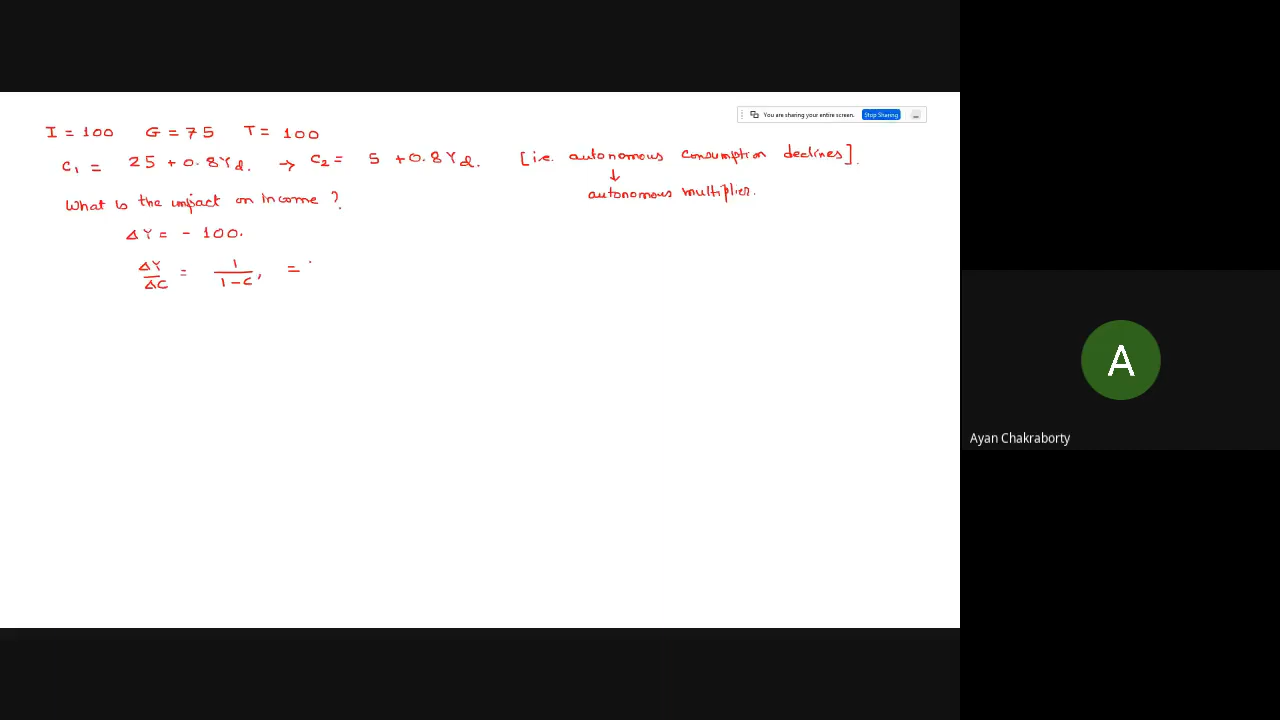 You are sharing your entire screen. Stop Sharing
I = 100 G = 75 T = 100
C₁ = 25 + 0.8Yd. → C₂ = 5 + 0.8Yd. [i.e. autonomous consumption declines].
↓
autonomous multiplier.
What is the impact on income ?
ΔY = - 100.
ΔY/ΔC = 1/1-c, =
A
Ayan Chakraborty